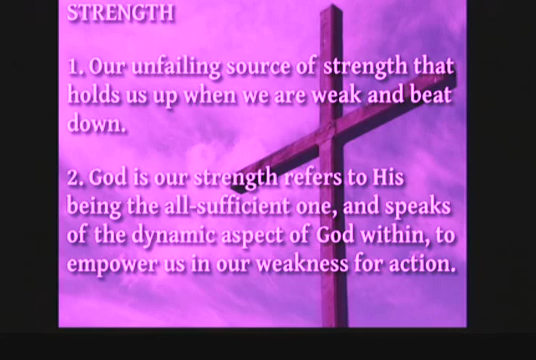 STRENGTH
1. Our unfailing source of strength that
holds us up when we are weak and beat
down.
2. God is our strength refers to His
being the all-sufficient one, and speaks
of the dynamic aspect of God within, to
empower us in our weakness for action.